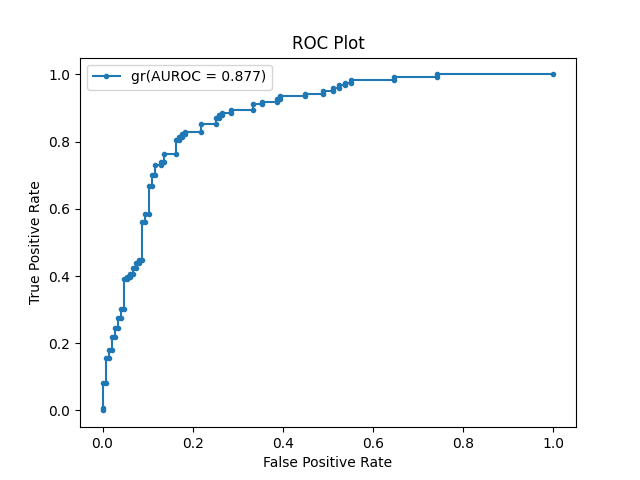 ROC Plot
gr(AUROC = 0.877)
True Positive Rate
1.0
0.8
0.6
0.4
0.2
0.0
0.0 0.2 0.4 0.6 0.8 1.0
False Positive Rate